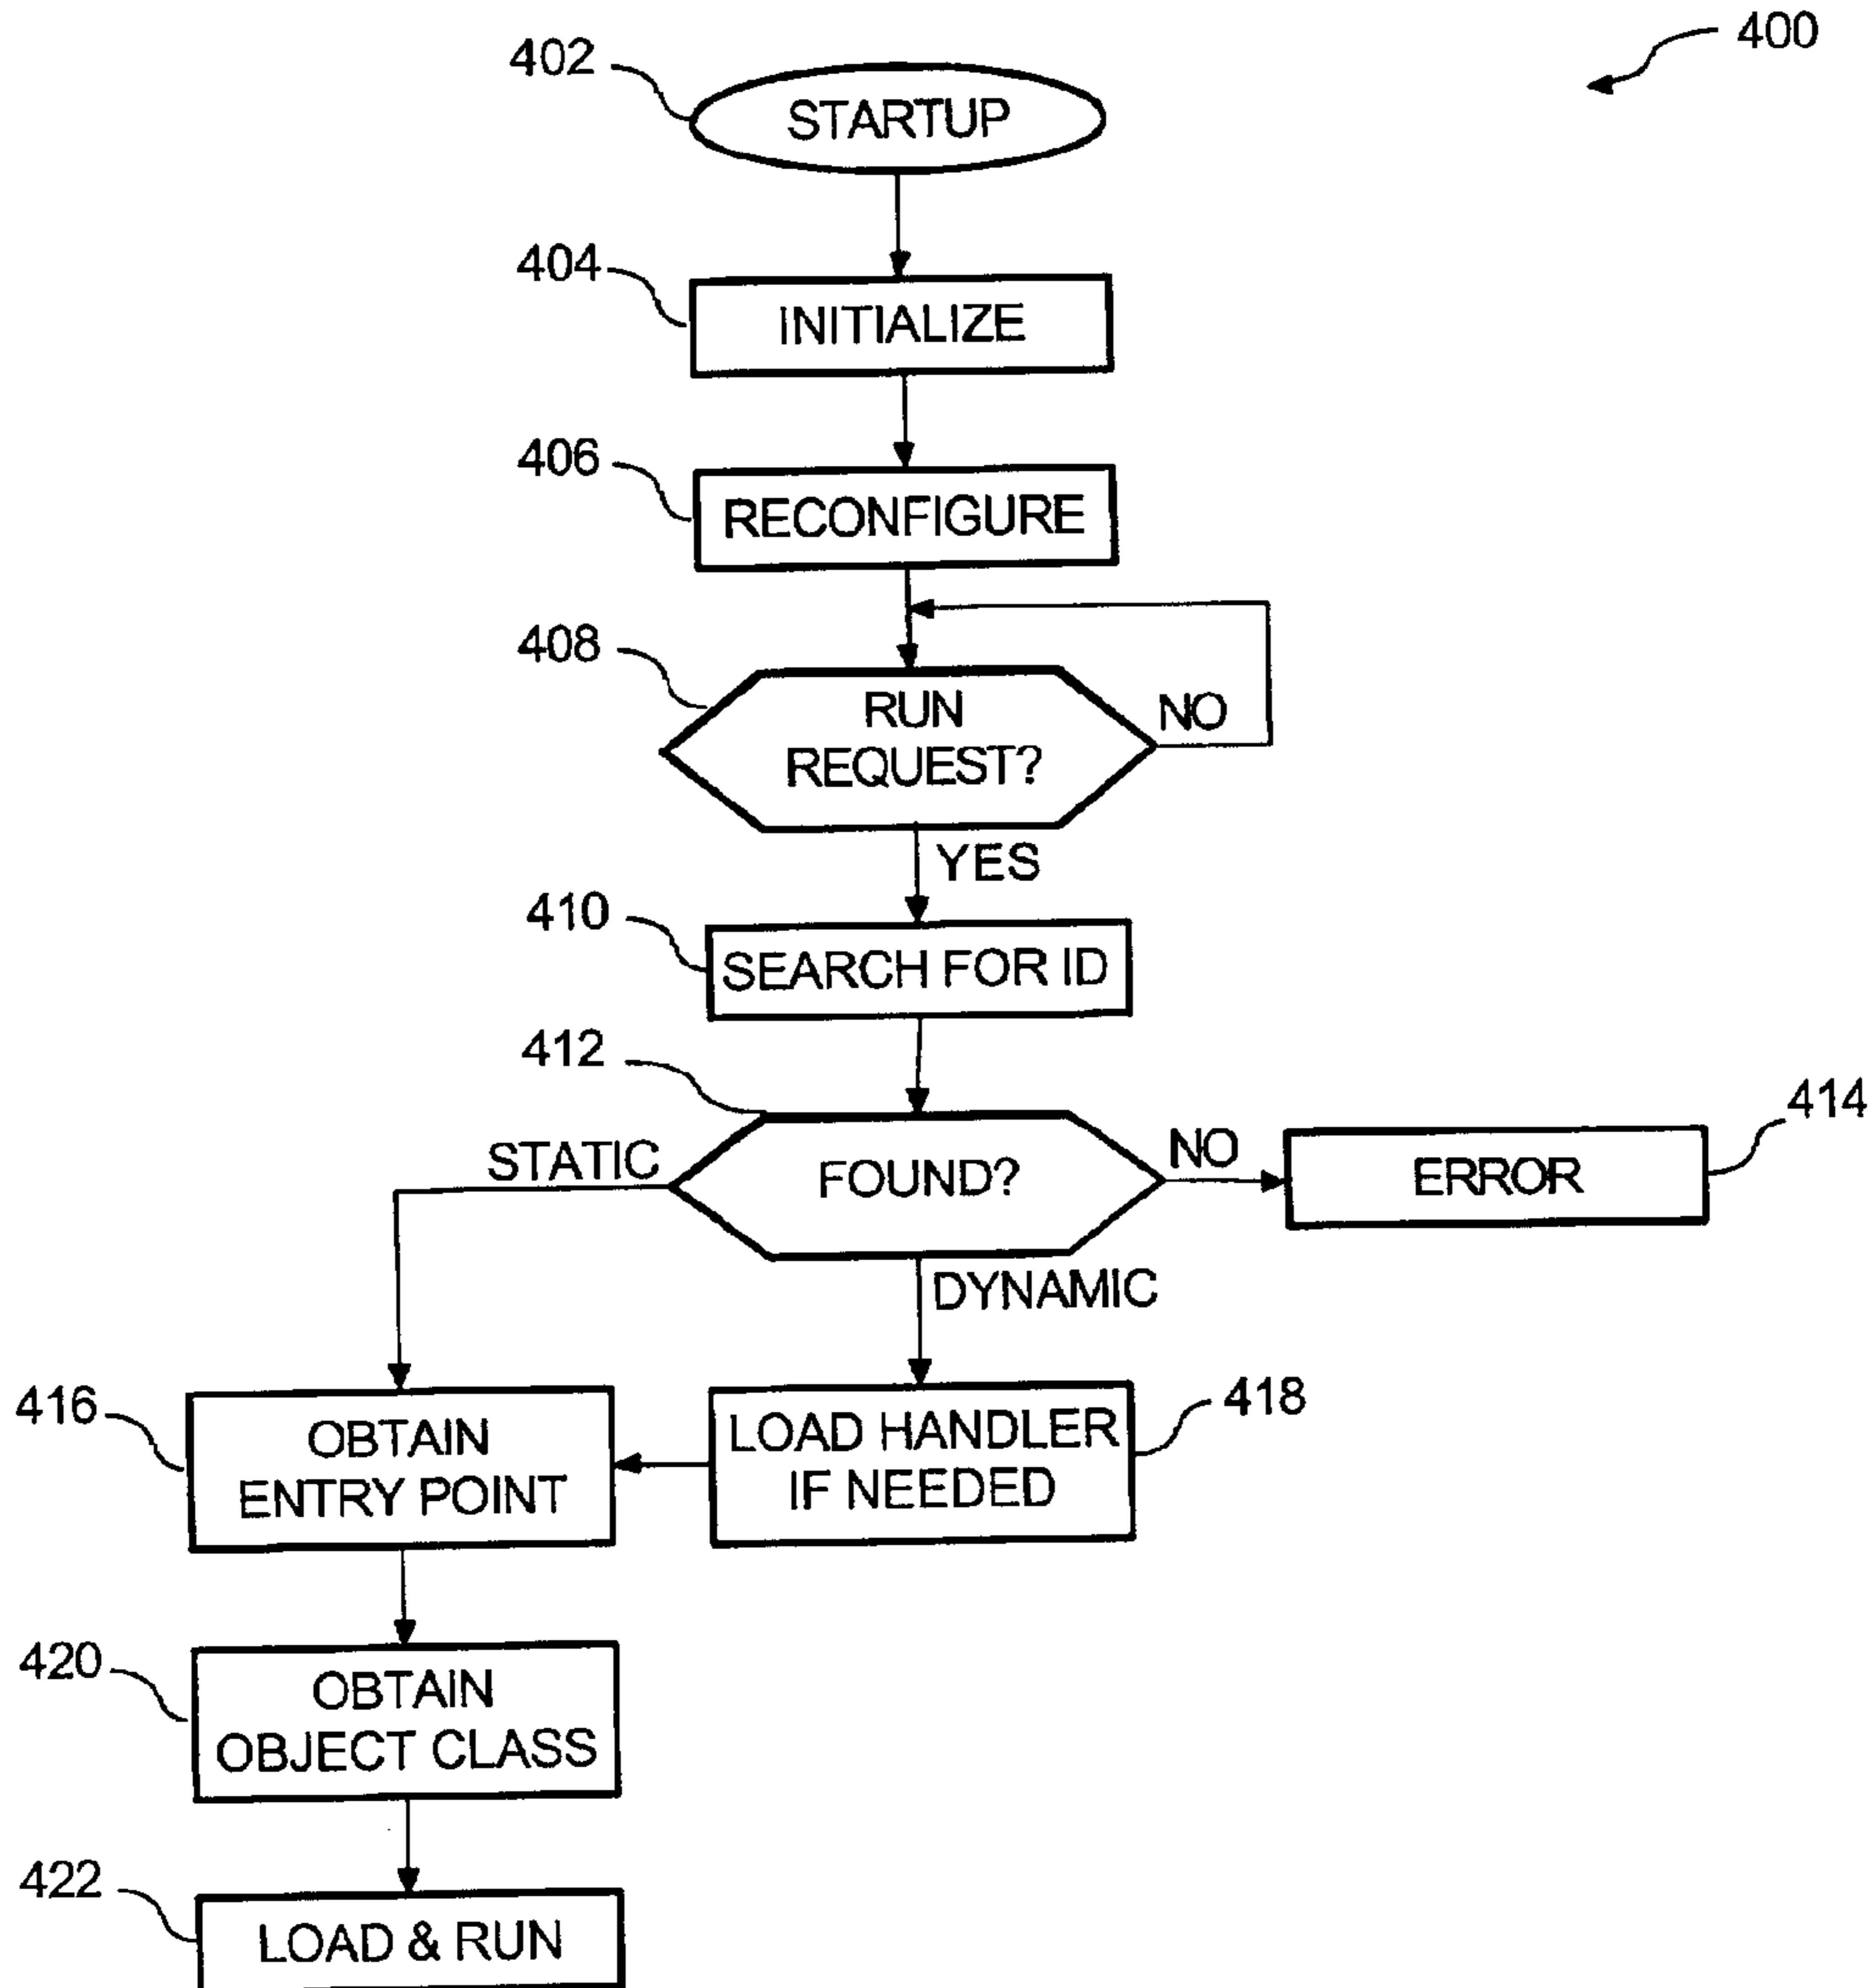 400
402
STARTUP
404
INITIALIZE
406
RECONFIGURE
408
RUN
REQUEST?
NO
YES
410
SEARCH FOR ID
412
STATIC
FOUND?
NO
414
ERROR
DYNAMIC
416
OBTAIN
ENTRY POINT
LOAD HANDLER
IF NEEDED
418
420
OBTAIN
OBJECT CLASS
422
LOAD & RUN